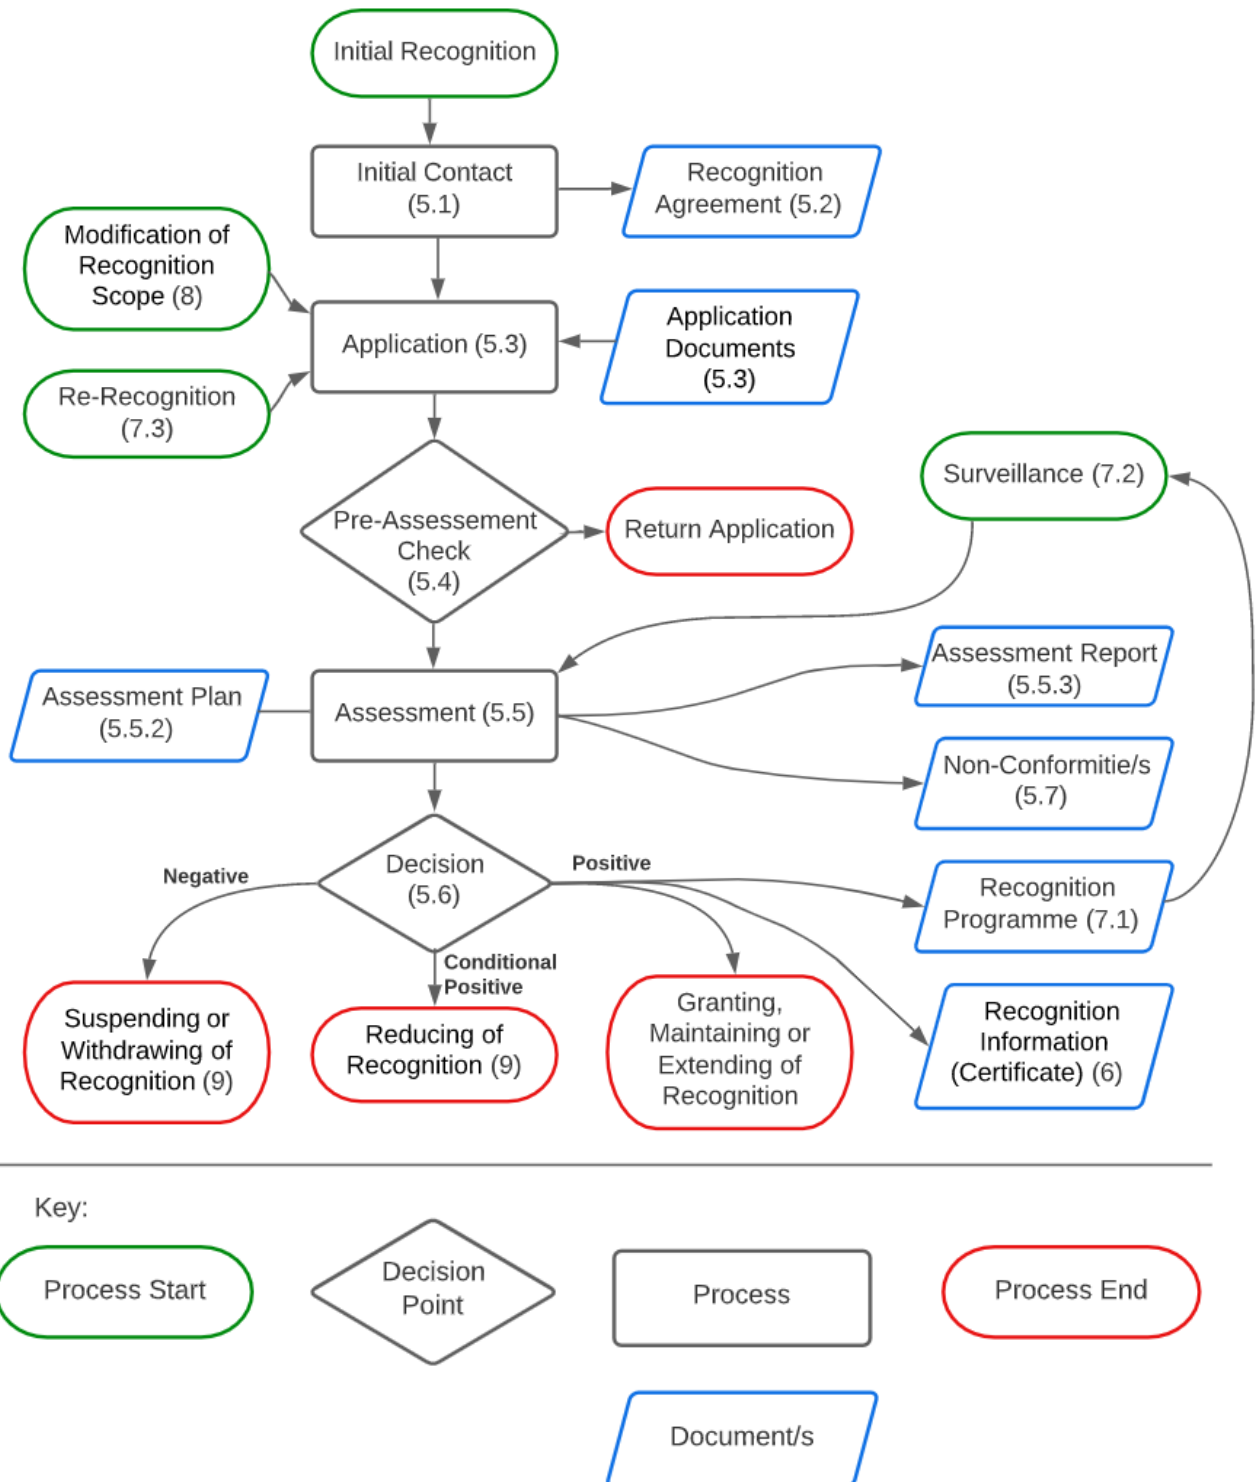 Initial Recognition
Initial Contact
(5.1)
Recognition
Agreement (5.2)
Modification of
Recognition
Scope (8)
Application (5.3)
Application
Documents
(5.3)
Re-Recognition
(7.3)
Surveillance (7.2)
Pre-Assessement
Check
(5.4)
Return Application
Assessment Plan
(5.5.2)
Assessment (5.5)
Assessment Report
(5.5.3)
Non-Conformitie/s
(5.7)
Decision
(5.6)
Negative
Positive
Recognition
Programme (7.1)
Conditional
Positive
Suspending or
Withdrawing of
Recognition (9)
Reducing of
Recognition (9)
Granting,
Maintaining or
Extending of
Recognition
Recognition
Information
(Certificate) (6)
Key:
Process Start
Decision
Point
Process
Process End
Document/s